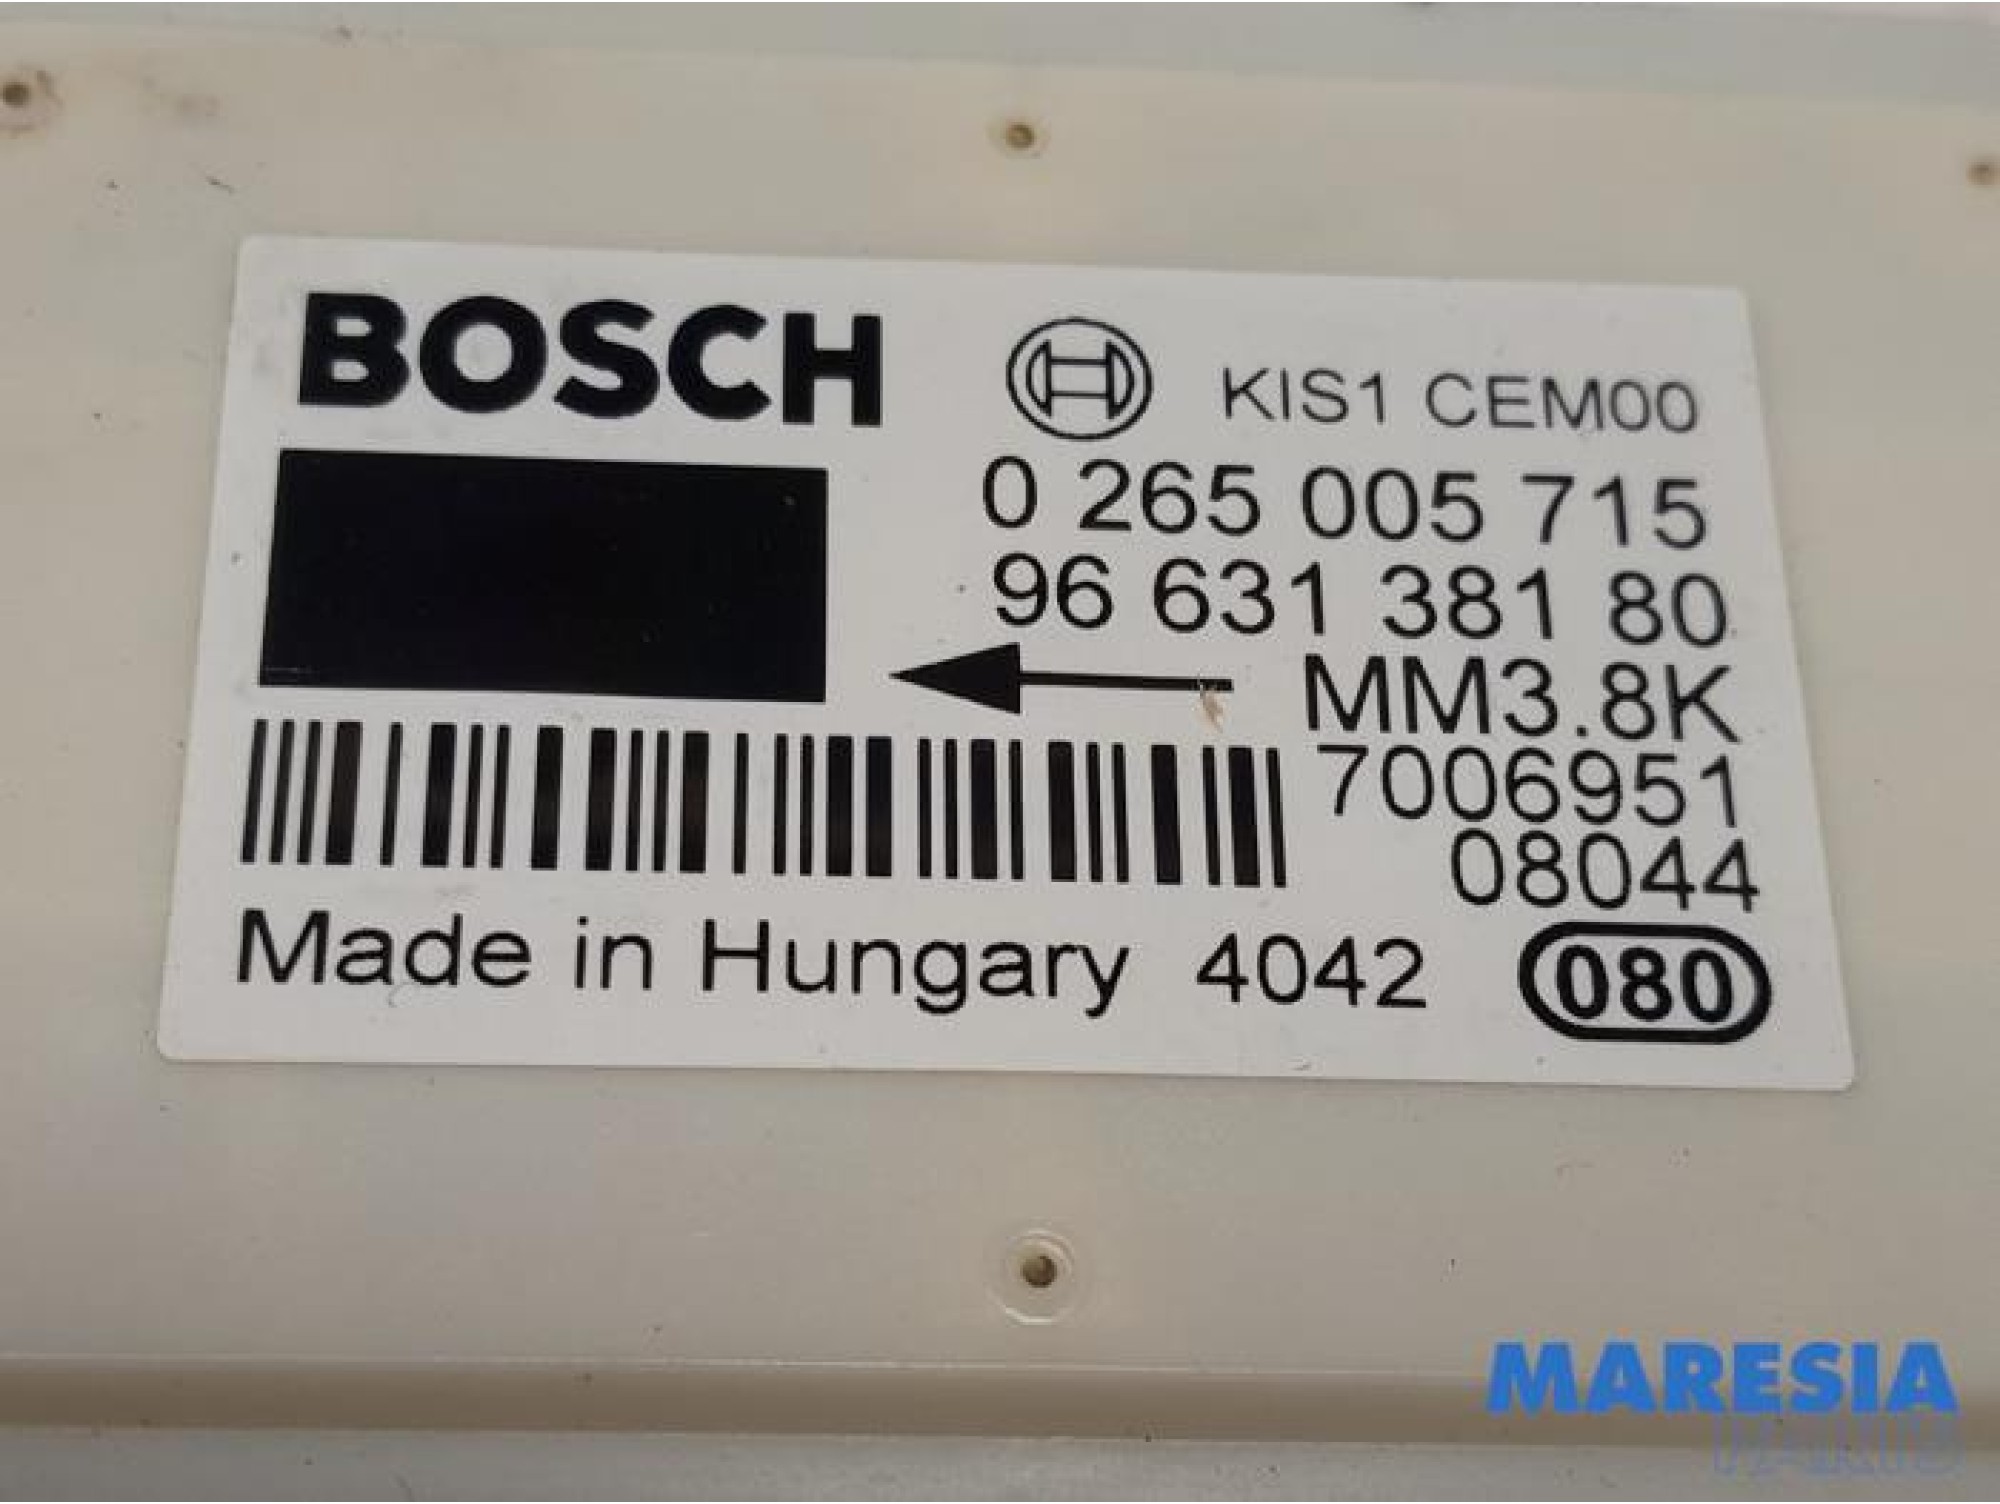 BOSCH
KIS1 CEM00
0 265 005 715
96 631 381 80
MM3.8K
7006951
08044
Made in Hungary 4042 080
MARESIA
PARTS